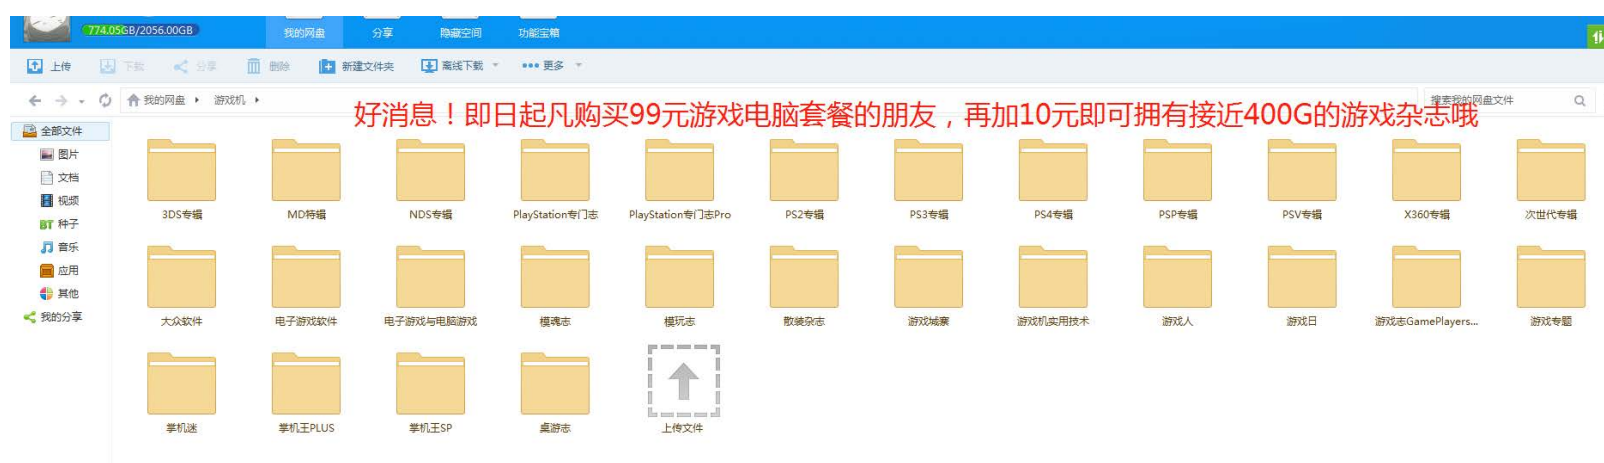 774.05GB/2056.00GB
我的网盘 分享 隐藏空间 功能宝箱
上传 下载 分享 删除 新建文件夹 离线下载 更多
我的网盘 游戏机 搜索我的网盘文件
好消息！即日起凡购买99元游戏电脑套餐的朋友，再加10元即可拥有接近400G的游戏杂志哦
全部文件
图片
文档
视频
BT 种子
音乐
应用
其他
我的分享
3DS专辑 MD特辑 NDS专辑 PlayStation专门志 PlayStation专门志Pro PS2专辑 PS3专辑 PS4专辑 PSP专辑 PSV专辑 X360专辑 次世代专辑
大众软件 电子游戏软件 电子游戏与电脑游戏 模魂志 模玩志 散装杂志 游戏城寨 游戏机实用技术 游戏人 游戏日 游戏志GamePlayers... 游戏专题
掌机迷 掌机王PLUS 掌机王SP 桌游志 上传文件